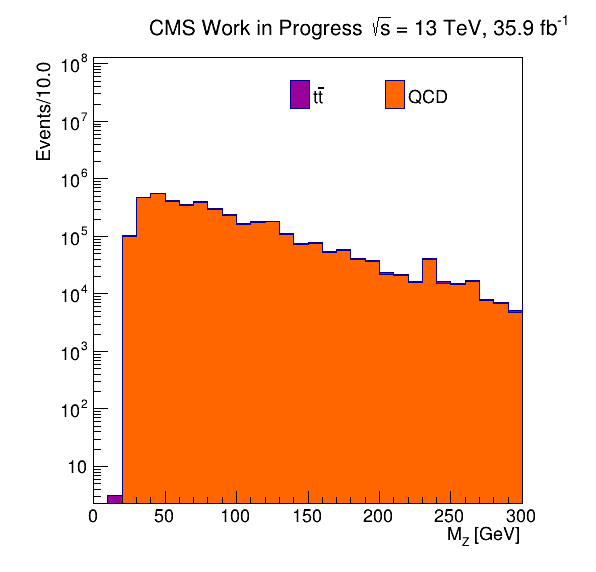 CMS Work in Progress √s = 13 TeV, 35.9 fb⁻¹
Events/10.0
tt̄ QCD
10⁸
10⁷
10⁶
10⁵
10⁴
10³
10²
10
0 50 100 150 200 250 300
M_Z [GeV]